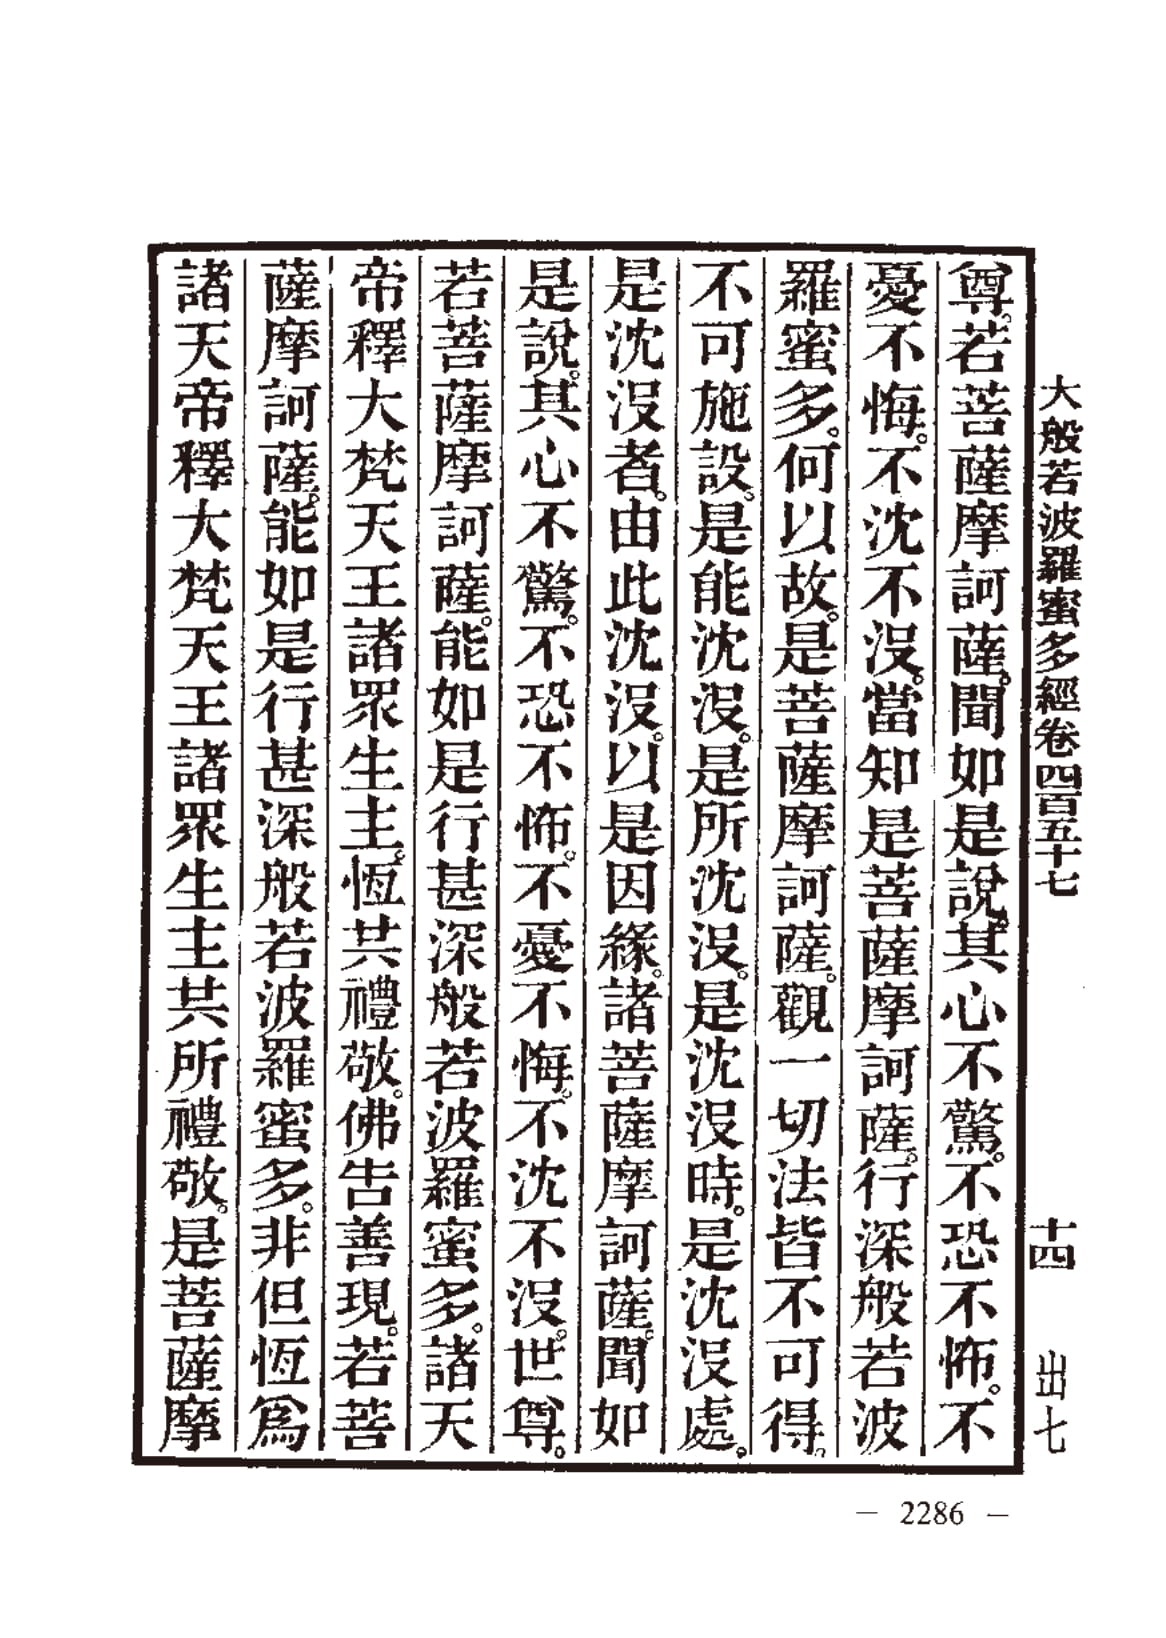 大般若波羅蜜多經卷四百五十七 十四 出七
尊。若菩薩摩訶薩。聞如是說。其心不驚。不恐不怖。不
憂不悔。不沈不沒。當知是菩薩摩訶薩。行深般若波
羅蜜多。何以故。是菩薩摩訶薩。觀一切法皆不可得。
不可施設。是能沈沒。是所沈沒。是沈沒時。是沈沒處。
是沈沒者。由此沈沒。以是因緣。諸菩薩摩訶薩。聞如
是說。其心不驚。不恐不怖。不憂不悔。不沈不沒。世尊。
若菩薩摩訶薩。能如是行甚深般若波羅蜜多。諸天
帝釋大梵天王諸眾生主。恆共禮敬。佛告善現。若菩
薩摩訶薩。能如是行甚深般若波羅蜜多。非但恆爲
諸天帝釋大梵天王諸眾生主共所禮敬。是菩薩摩
— 2286 —